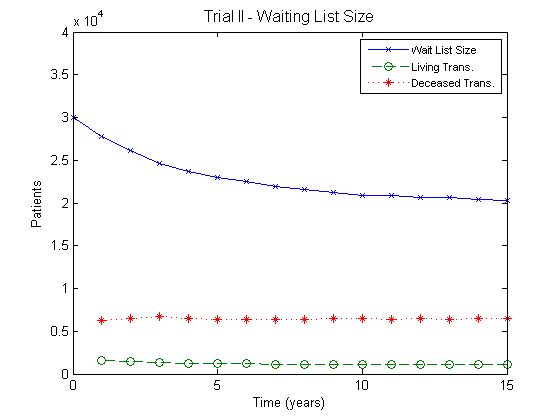 Trial II - Waiting List Size
x 10^4
4
3.5
3
2.5
2
1.5
1
0.5
0
Patients
Wait List Size
Living Trans.
Deceased Trans.
0 5 10 15
Time (years)